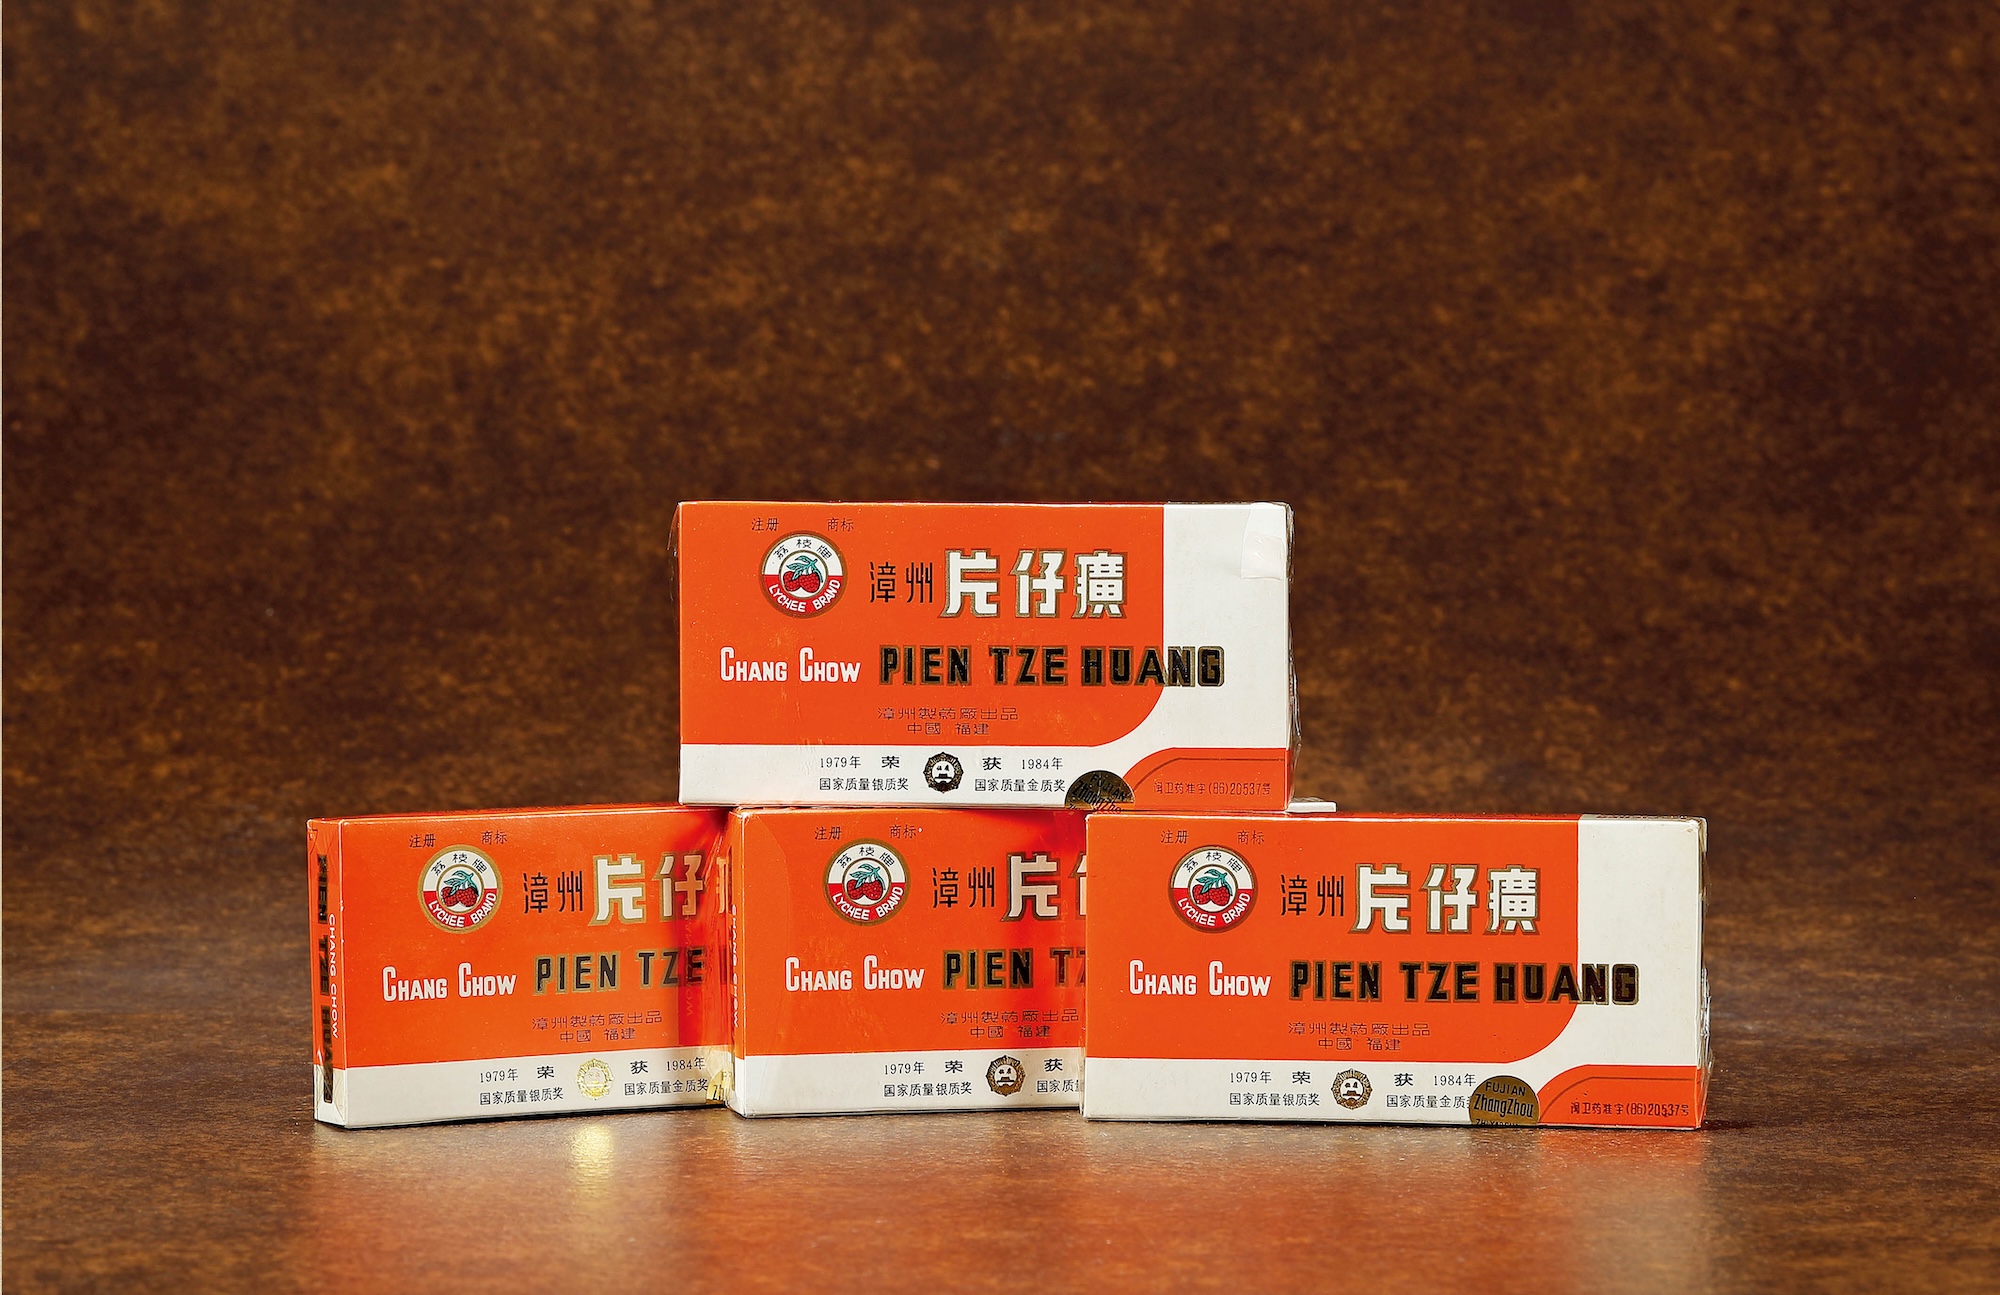 注册 商标
荔枝牌
LYCHEE BRAND
漳州 片仔癀
CHANG CHOW PIEN TZE HUANG
漳州製药廠出品
中國 福建
1979年 荣 获 1984年
国家质量银质奖 国家质量金质奖
FUJIAN
ZhangZhou
闽卫药准字(86)20537号
注册 商标
荔枝牌
LYCHEE BRAND
漳州 片仔
CHANG CHOW PIEN TZE
漳州製药廠出品
中國 福建
1979年 荣 获 1984年
国家质量银质奖 国家质量金质奖
CHANG CHOW
PIEN TZE HUANG
注册 商标
荔枝牌
LYCHEE BRAND
漳州 片
CHANG CHOW PIEN TZ
漳州製药廠出品
中國 福建
1979年 荣 获
国家质量银质奖 国家质
注册 商标
荔枝牌
LYCHEE BRAND
漳州 片仔癀
CHANG CHOW PIEN TZE HUANG
漳州製药廠出品
中國 福建
1979年 荣 获 1984年
国家质量银质奖 国家质量金质
FUJIAN
ZhangZhou
闽卫药准字(86)20537号